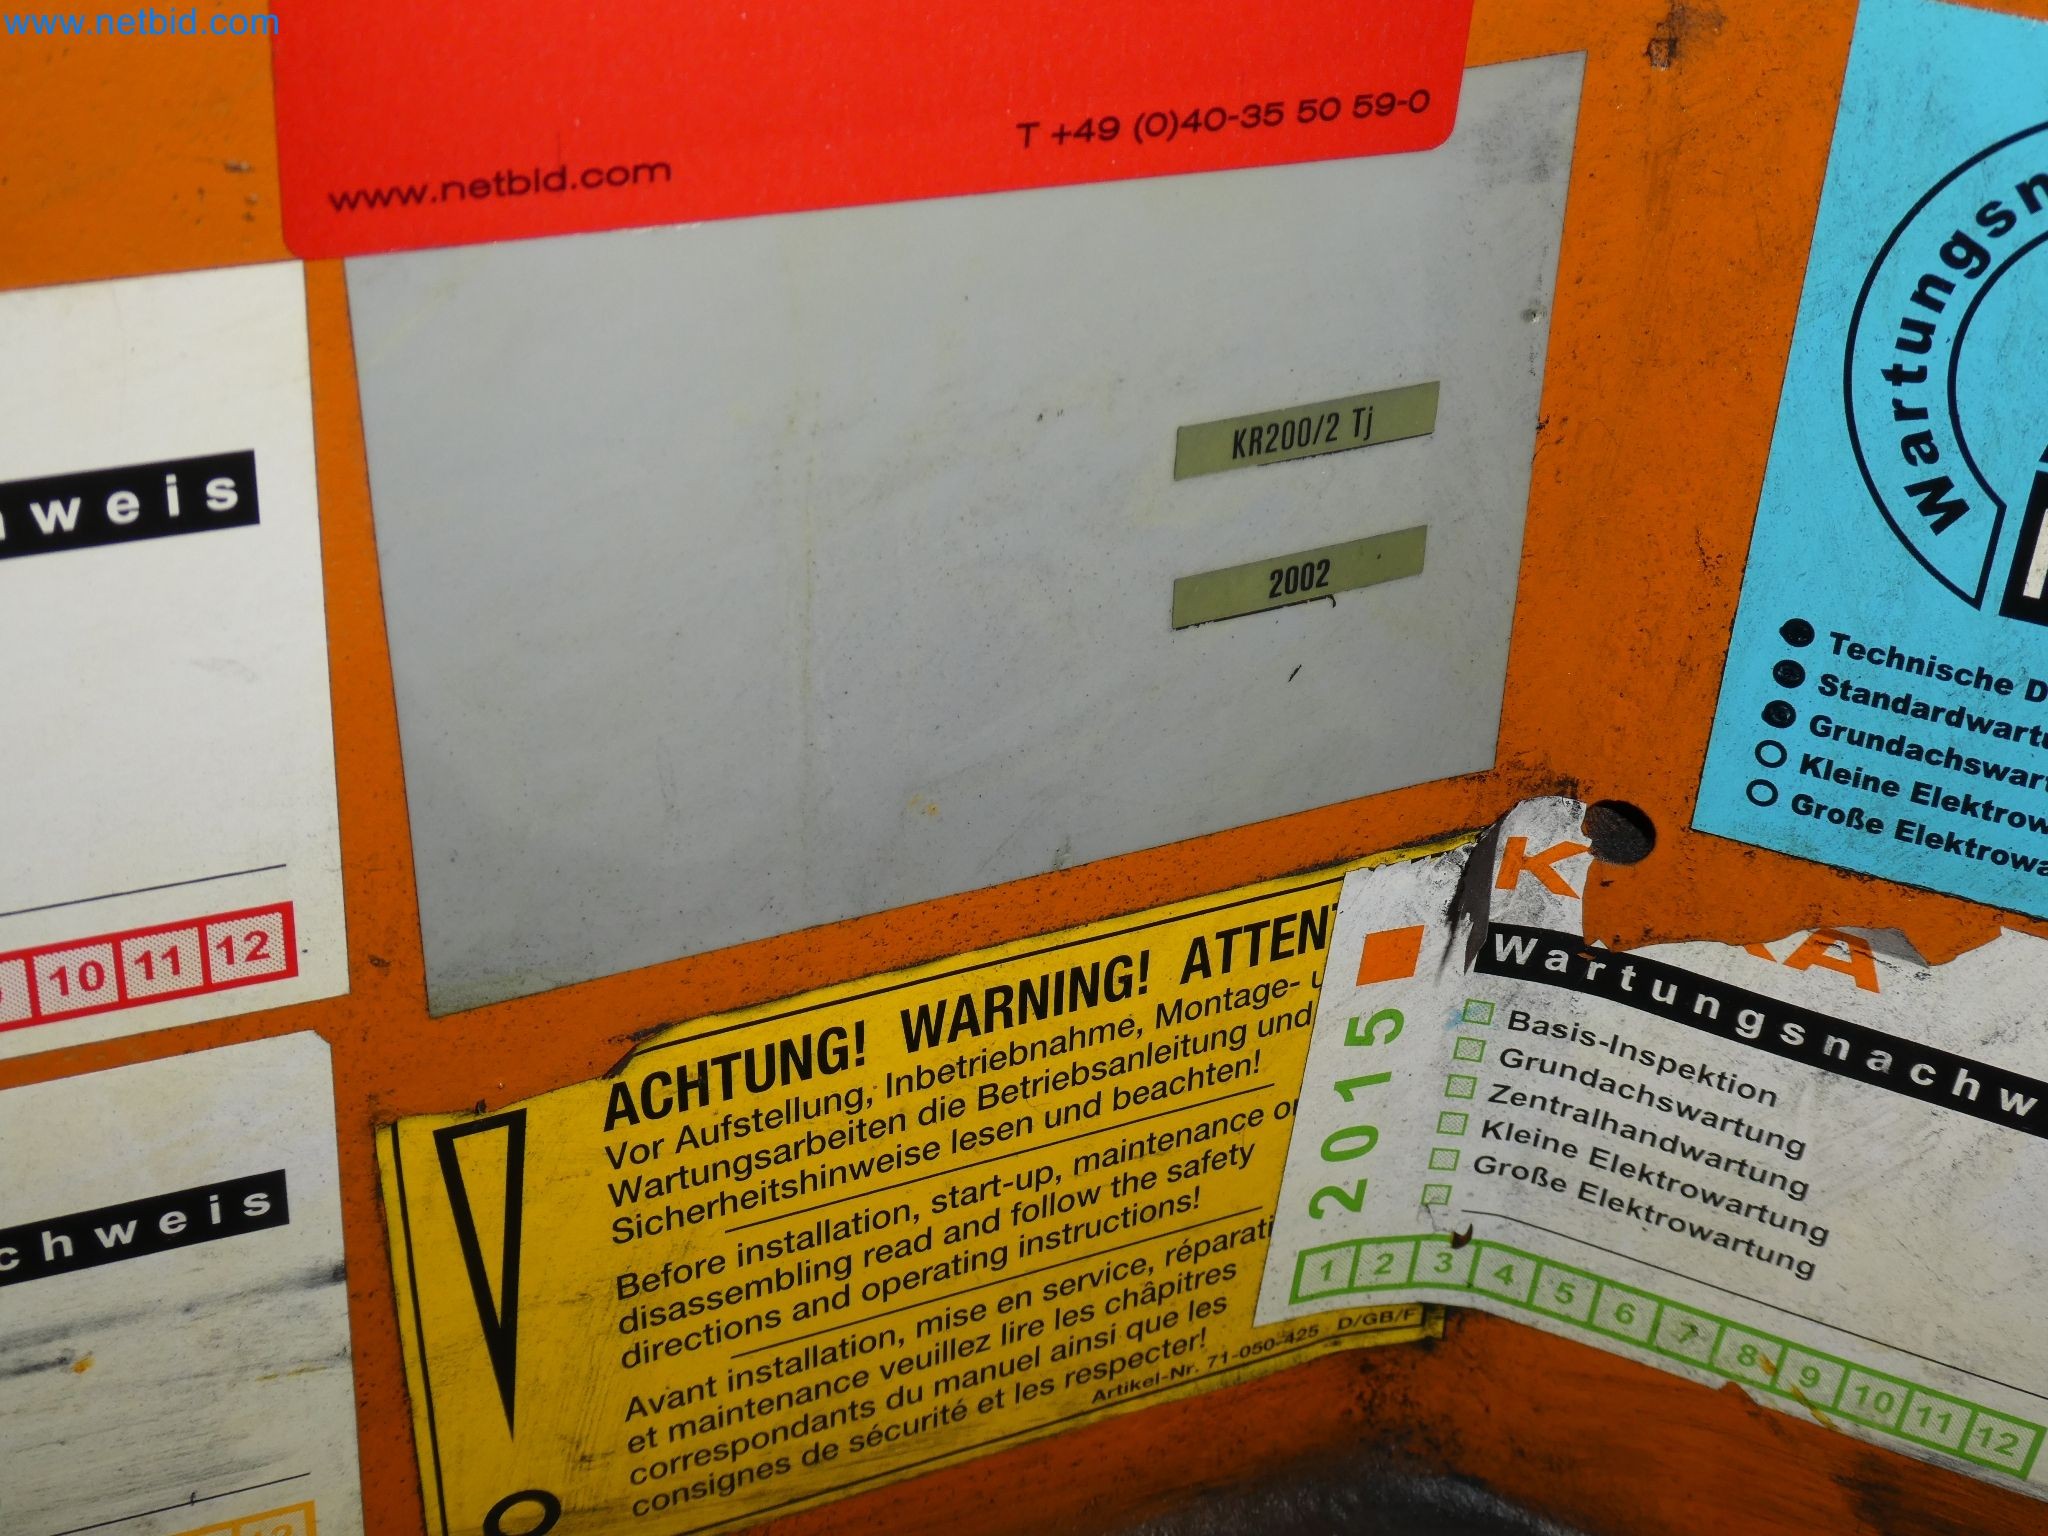 www.netbid.com
www.netbid.com
T +49 (0)40-35 50 59-0
KR200/2 Tj
2002
weis
10 11 12
chweis
Wartungsn
Technische D
Standardwartu
Grundachswart
Kleine Elektrow
Große Elektrowa
ACHTUNG! WARNING! ATTEN
Vor Aufstellung, Inbetriebnahme, Montage- u
Wartungsarbeiten die Betriebsanleitung und
Sicherheitshinweise lesen und beachten!
Before installation, start-up, maintenance or
disassembling read and follow the safety
directions and operating instructions!
Avant installation, mise en service, réparati
et maintenance veuillez lire les châpitres
correspondants du manuel ainsi que les
consignes de sécurité et les respecter!
Artikel-Nr. 71-050-425 D/GB/F
K KA
2015
Wartungsnachw
Basis-Inspektion
Grundachswartung
Zentralhandwartung
Kleine Elektrowartung
Große Elektrowartung
1 2 3 4 5 6 7 8 9 10 11 12